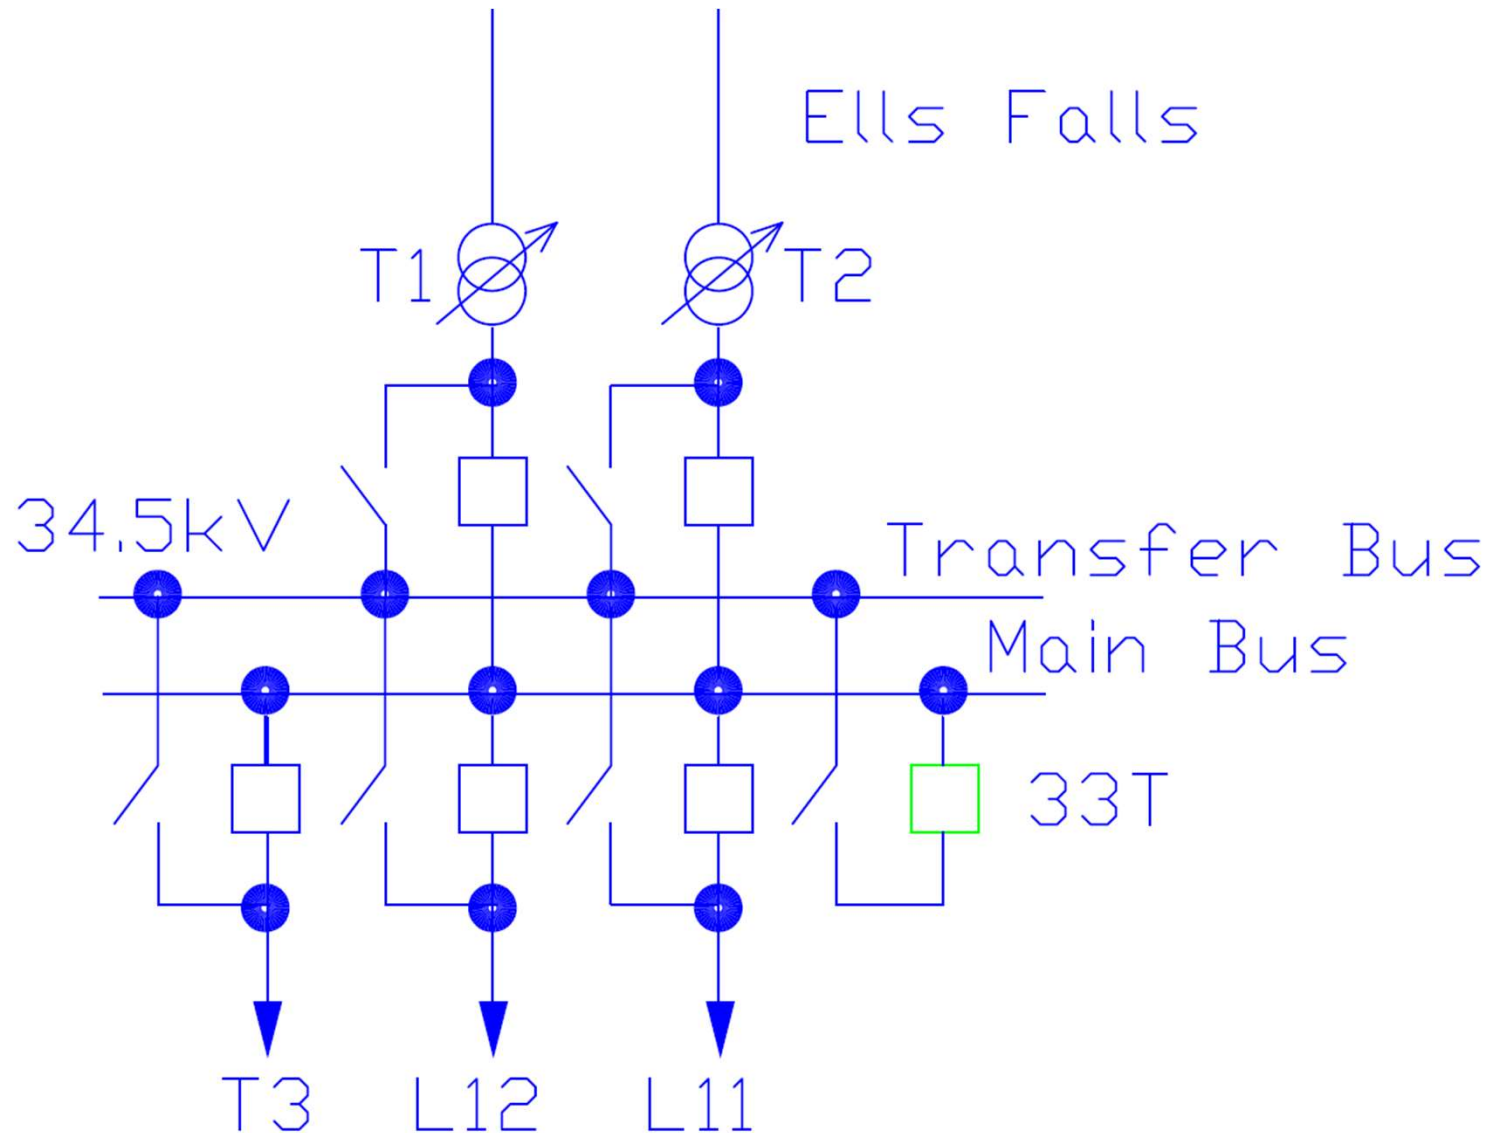 Ells Falls
T1
T2
34.5kV
Transfer Bus
Main Bus
33T
T3
L12
L11